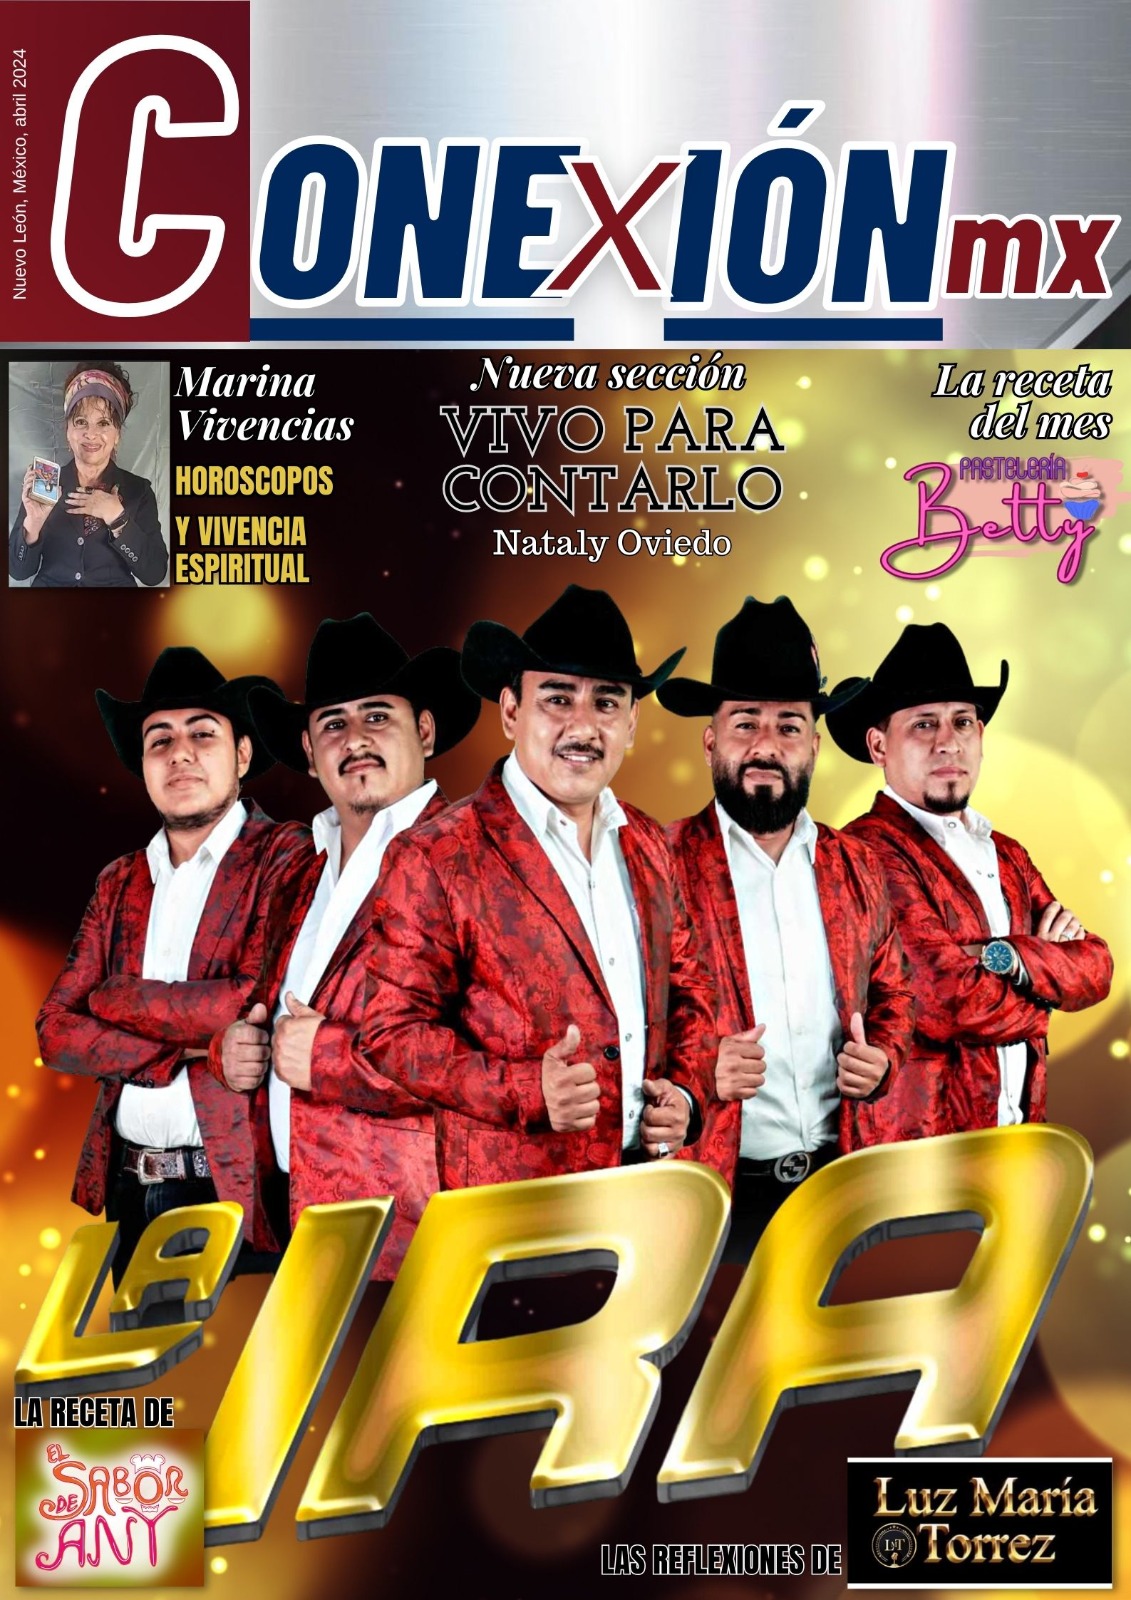 Nuevo León, México, abril 2024
CONEXIÓNmx
Marina
Vivencias
HOROSCOPOS
Y VIVENCIA
ESPIRITUAL
Nueva sección
VIVO PARA
CONTARLO
Nataly Oviedo
La receta
del mes
PASTELERÍA
Betty
LA
IRA
LA RECETA DE
EL
SABOR
DE
ANY
LAS REFLEXIONES DE
Luz María
LT
Torrez